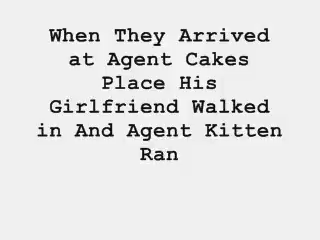 When They Arrived
at Agent Cakes
Place His
Girlfriend Walked
in And Agent Kitten
Ran